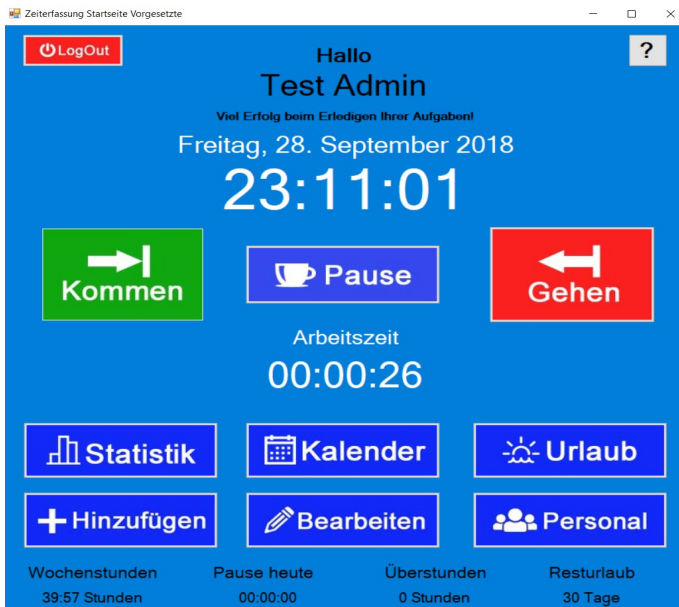 Zeiterfassung Startseite Vorgesetzte
LogOut
?
Hallo
Test Admin
Viel Erfolg beim Erledigen Ihrer Aufgaben!
Freitag, 28. September 2018
23:11:01
Kommen
Pause
Gehen
Arbeitszeit
00:00:26
Statistik
Kalender
Urlaub
Hinzufügen
Bearbeiten
Personal
Wochenstunden Pause heute Überstunden Resturlaub
39:57 Stunden 00:00:00 0 Stunden 30 Tage